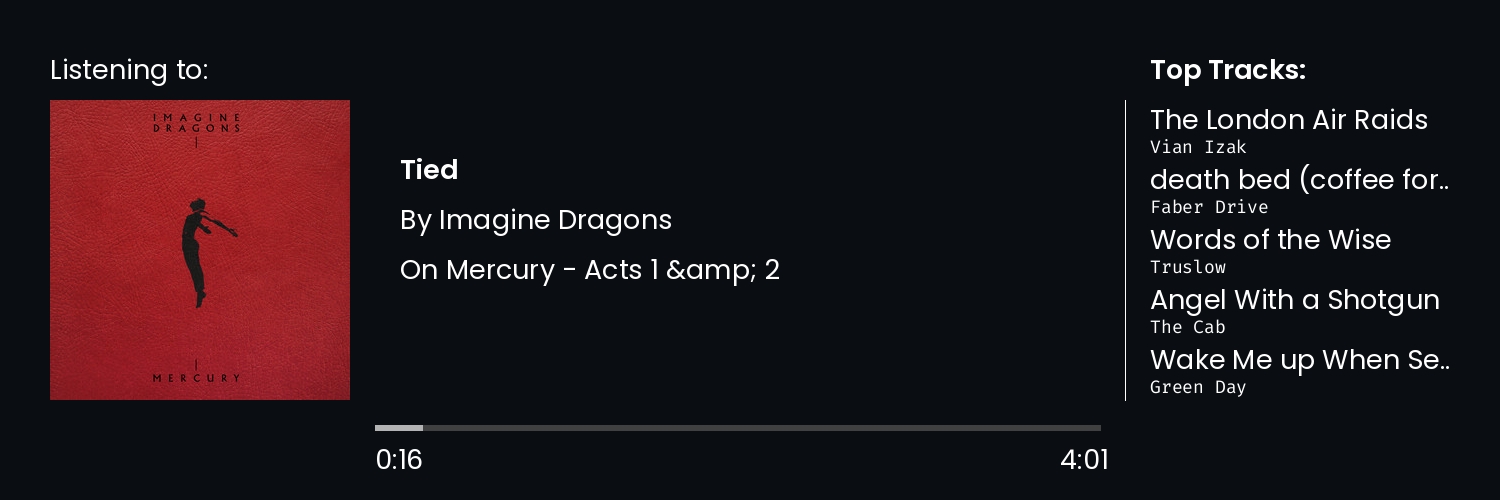 Listening to:
IMAGINE
DRAGONS
MERCURY
Tied
By Imagine Dragons
On Mercury - Acts 1 &amp;amp; 2
0:16
4:01
Top Tracks:
The London Air Raids
Vian Izak
death bed (coffee for..
Faber Drive
Words of the Wise
Truslow
Angel With a Shotgun
The Cab
Wake Me up When Se..
Green Day